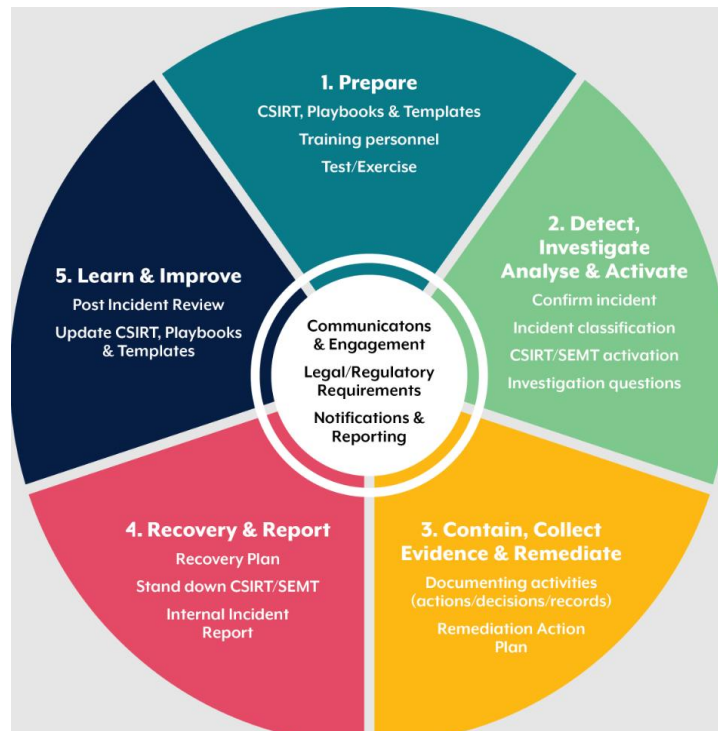 1. Prepare
CSIRT, Playbooks & Templates
Training personnel
Test/Exercise
2. Detect,
Investigate
Analyse & Activate
Confirm incident
Incident classification
CSIRT/SEMT activation
Investigation questions
3. Contain, Collect
Evidence & Remediate
Documenting activities
(actions/decisions/records)
Remediation Action
Plan
4. Recovery & Report
Recovery Plan
Stand down CSIRT/SEMT
Internal Incident
Report
5. Learn & Improve
Post Incident Review
Update CSIRT, Playbooks
& Templates
Communicatons
& Engagement
Legal/Regulatory
Requirements
Notifications &
Reporting